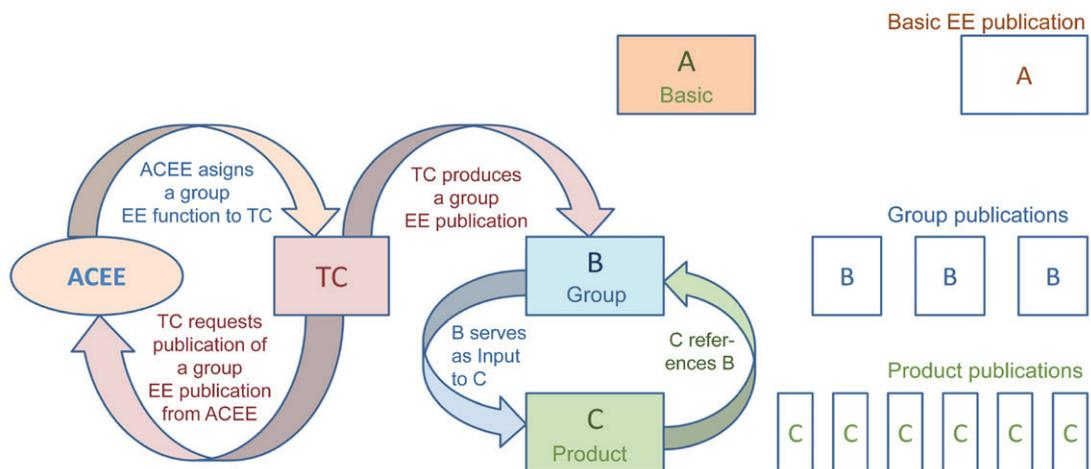 Basic EE publication
A
Basic
A
ACEE asigns
a group
EE function to TC
TC produces
a group
EE publication
Group publications
ACEE
TC
B
Group
B
B
B
TC requests
publication of
a group
EE publication
from ACEE
B serves
as Input
to C
C refer-
ences B
Product publications
C
Product
C
C
C
C
C
C